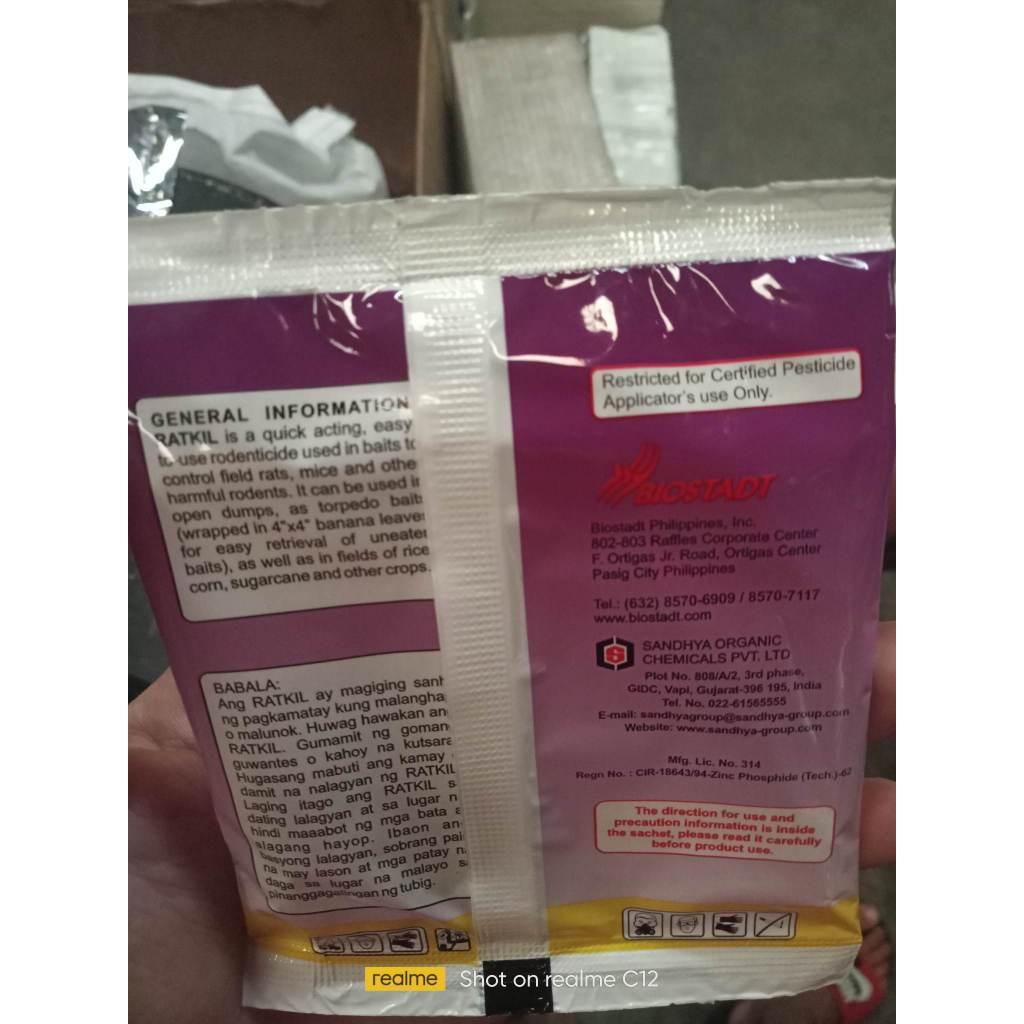 GENERAL INFORMATION
RATKIL is a quick acting, easy
to use rodenticide used in baits to
control field rats, mice and othe
harmful rodents. It can be used in
open dumps, as torpedo bait
(wrapped in 4"x4" banana leave
for easy retrieval of uneaten
baits), as well as in fields of rice
corn, sugarcane and other crops.
BABALA:
Ang RATKIL ay magiging sanh
ng pagkamatay kung malangha
o malunok. Huwag hawakan an
RATKIL. Gumamit ng goman
guwantes o kahoy na kutsara
Hugasang mabuti ang kamay
damit na nalagyan ng RATKIL
Laging itago ang RATKIL s
dating lalagyan at sa lugar n
hindi maaabot ng mga bata a
alagang hayop. Ibaon an
basyong lalagyan, sobrang pai
na may lason at mga patay n
daga sa lugar na malayo s
pinanggagalingan ng tubig.
Restricted for Certified Pesticide
Applicator's use Only.
BIOSTADT
Biostadt Philippines, Inc.
802-803 Raffles Corporate Center
F. Ortigas Jr. Road, Ortigas Center
Pasig City Philippines
Tel.: (632) 8570-6909 / 8570-7117
www.biostadt.com
S
SANDHYA ORGANIC
CHEMICALS PVT. LTD
Plot No. 808/A/2, 3rd phase,
GIDC, Vapi, Gujarat-396 195, India
Tel. No. 022-61565555
E-mail: sandhyagroup@sandhya-group.com
Website: www.sandhya-group.com
Mfg. Lic. No. 314
Regn No. : CIR-18643/94-Zinc Phosphide (Tech.)-62
The direction for use and
precaution information is inside
the sachet, please read it carefully
before product use.
realme Shot on realme C12